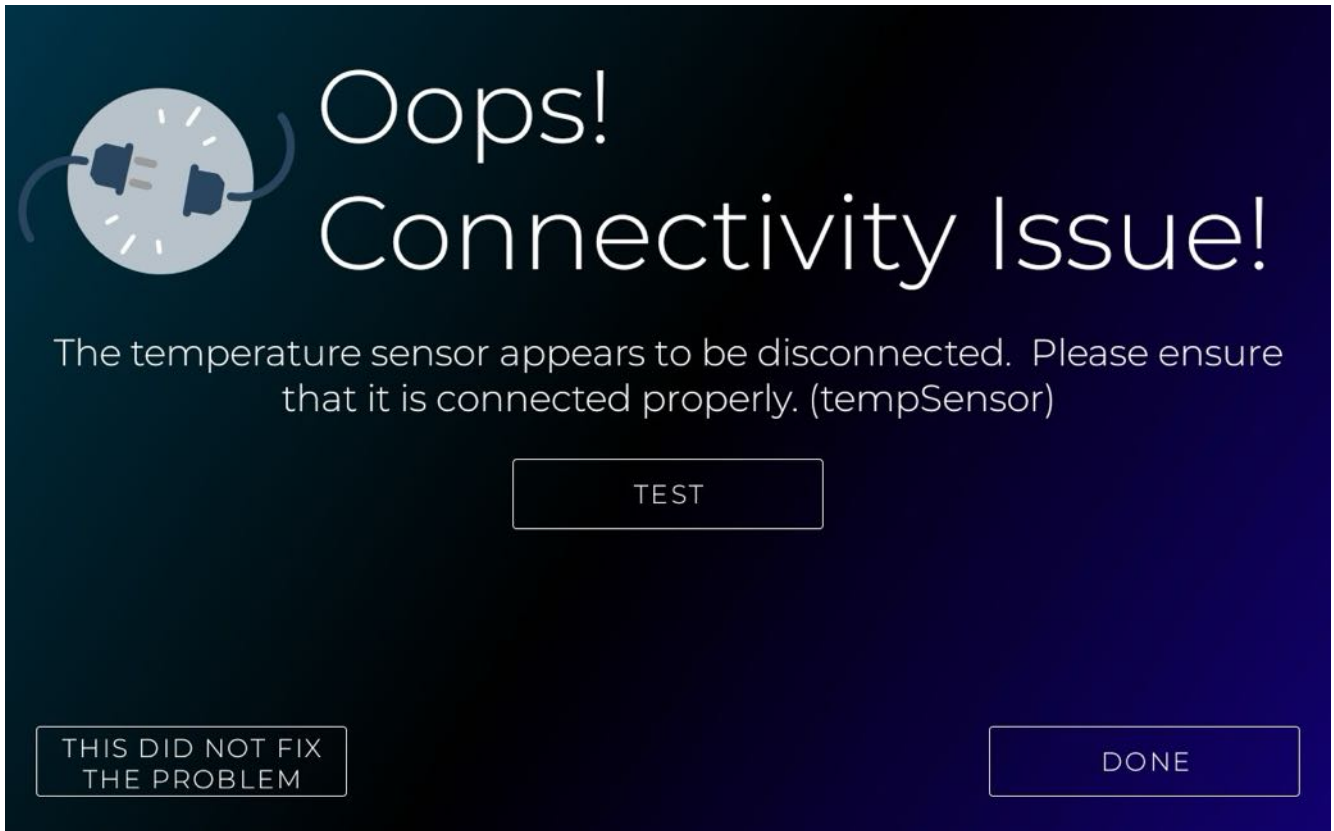 Oops!
Connectivity Issue!
The temperature sensor appears to be disconnected.  Please ensure
that it is connected properly. (tempSensor)
TEST
THIS DID NOT FIX
THE PROBLEM
DONE